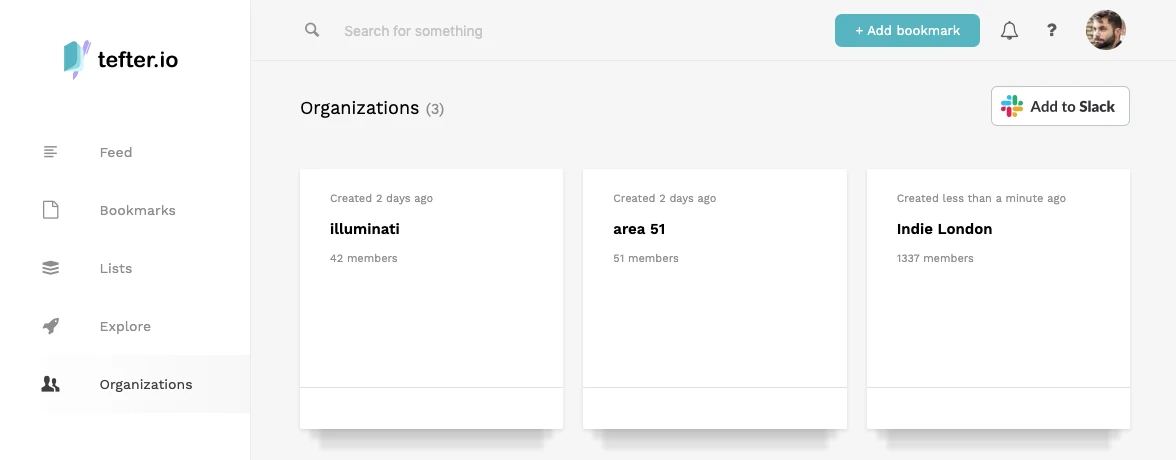 tefter.io
Search for something
+ Add bookmark
?
Organizations (3)
Add to Slack
Feed
Bookmarks
Lists
Explore
Organizations
Created 2 days ago
illuminati
42 members
Created 2 days ago
area 51
51 members
Created less than a minute ago
Indie London
1337 members